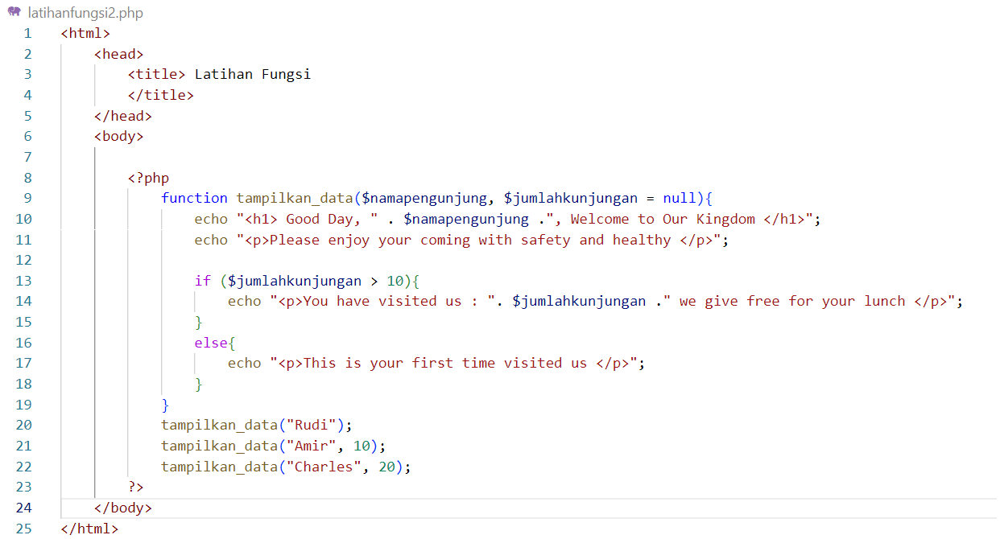 latihanfungsi2.php
1 <html>
2     <head>
3         <title> Latihan Fungsi
4         </title>
5     </head>
6     <body>
7
8         <?php
9             function tampilkan_data($namapengunjung, $jumlahkunjungan = null){
10                 echo "<h1> Good Day, " . $namapengunjung .", Welcome to Our Kingdom </h1>";
11                 echo "<p>Please enjoy your coming with safety and healthy </p>";
12
13                 if ($jumlahkunjungan > 10){
14                     echo "<p>You have visited us : ". $jumlahkunjungan ." we give free for your lunch </p>";
15                 }
16                 else{
17                     echo "<p>This is your first time visited us </p>";
18                 }
19             }
20             tampilkan_data("Rudi");
21             tampilkan_data("Amir", 10);
22             tampilkan_data("Charles", 20);
23         ?>
24     </body>
25 </html>